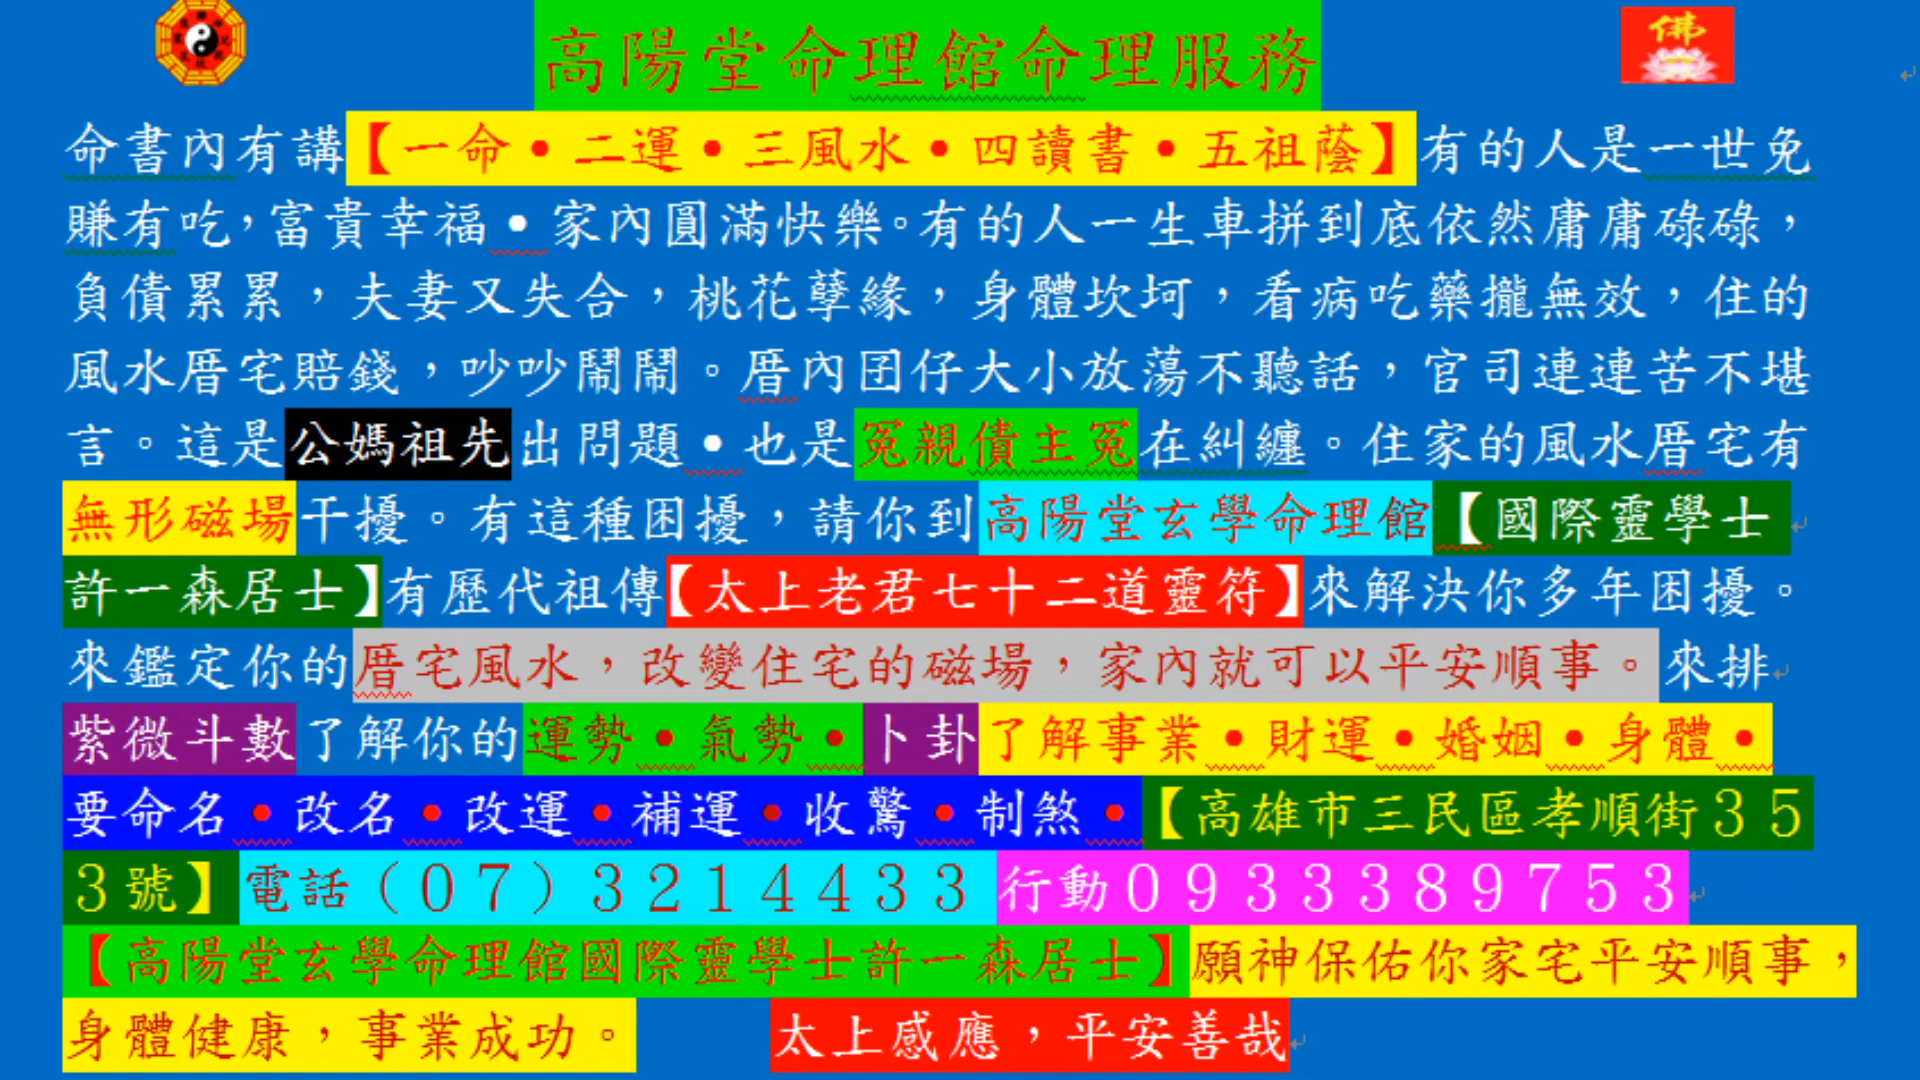 高陽堂命理館命理服務
佛
命書內有講【一命•二運•三風水•四讀書•五祖蔭】有的人是一世免
賺有吃，富貴幸福•家內圓滿快樂。有的人一生車拼到底依然庸庸碌碌，
負債累累，夫妻又失合，桃花孽緣，身體坎坷，看病吃藥攏無效，住的
風水厝宅賠錢，吵吵鬧鬧。厝內囝仔大小放蕩不聽話，官司連連苦不堪
言。這是公媽祖先出問題•也是冤親債主冤在糾纏。住家的風水厝宅有
無形磁場干擾。有這種困擾，請你到高陽堂玄學命理館【國際靈學士
許一森居士】有歷代祖傳【太上老君七十二道靈符】來解決你多年困擾。
來鑑定你的厝宅風水，改變住宅的磁場，家內就可以平安順事。來排
紫微斗數了解你的運勢•氣勢•卜卦了解事業•財運•婚姻•身體•
要命名•改名•改運•補運•收驚•制煞•【高雄市三民區孝順街３５
３號】電話（０７）３２１４４３３行動０９３３３８９７５３
【高陽堂玄學命理館國際靈學士許一森居士】願神保佑你家宅平安順事，
身體健康，事業成功。 太上感應，平安善哉